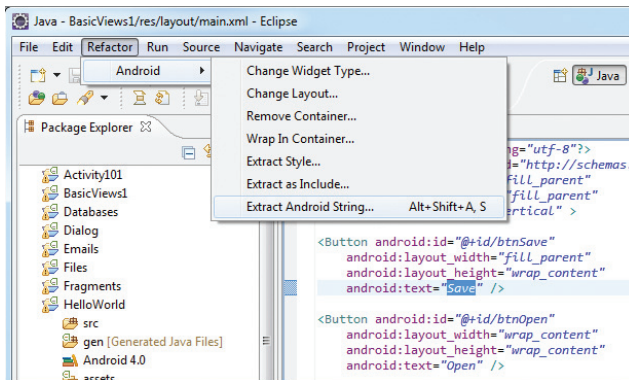 Java - BasicViews1/res/layout/main.xml - Eclipse
File Edit Refactor Run Source Navigate Search Project Window Help
Android
Change Widget Type...
Change Layout...
Remove Container...
Wrap In Container...
Extract Style...
Extract as Include...
Extract Android String... Alt+Shift+A, S
Java
Package Explorer
Activity101
BasicViews1
Databases
Dialog
Emails
Files
Fragments
HelloWorld
src
gen [Generated Java Files]
Android 4.0
assets
ng="utf-8"?>
d="http://schemas.
fill_parent"
fill_parent"
ertical" >
<Button android:id="@+id/btnSave"
android:layout_width="fill_parent"
android:layout_height="wrap_content"
android:text="Save" />
<Button android:id="@+id/btnOpen"
android:layout_width="wrap_content"
android:layout_height="wrap_content"
android:text="Open" />